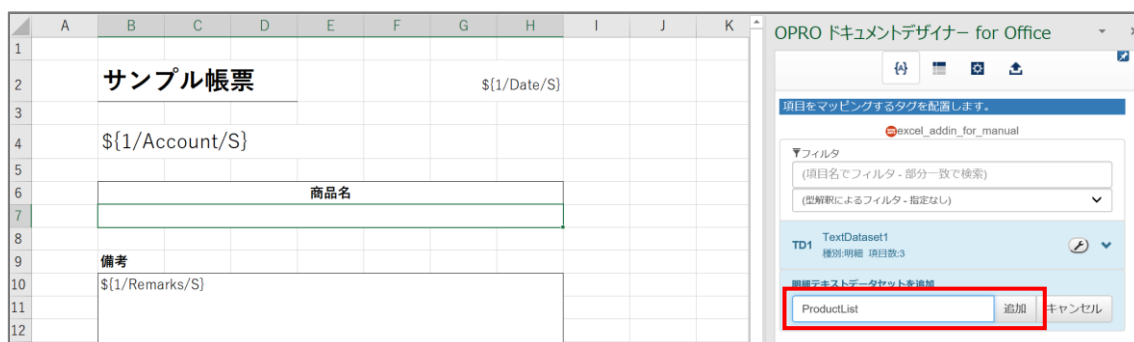 A B C D E F G H I J K
OPRO ドキュメントデザイナー for Office
1
2 サンプル帳票 ${1/Date/S}
3
4 ${1/Account/S}
5
6 商品名
7
8
9 備考
10 ${1/Remarks/S}
11
12
項目をマッピングするタグを配置します。
excel_addin_for_manual
フィルタ
(項目名でフィルタ - 部分一致で検索)
(型解釈によるフィルタ - 指定なし)
TD1 TextDataset1
種別:明細 項目数:3
明細テキストデータセットを追加
ProductList 追加 キャンセル